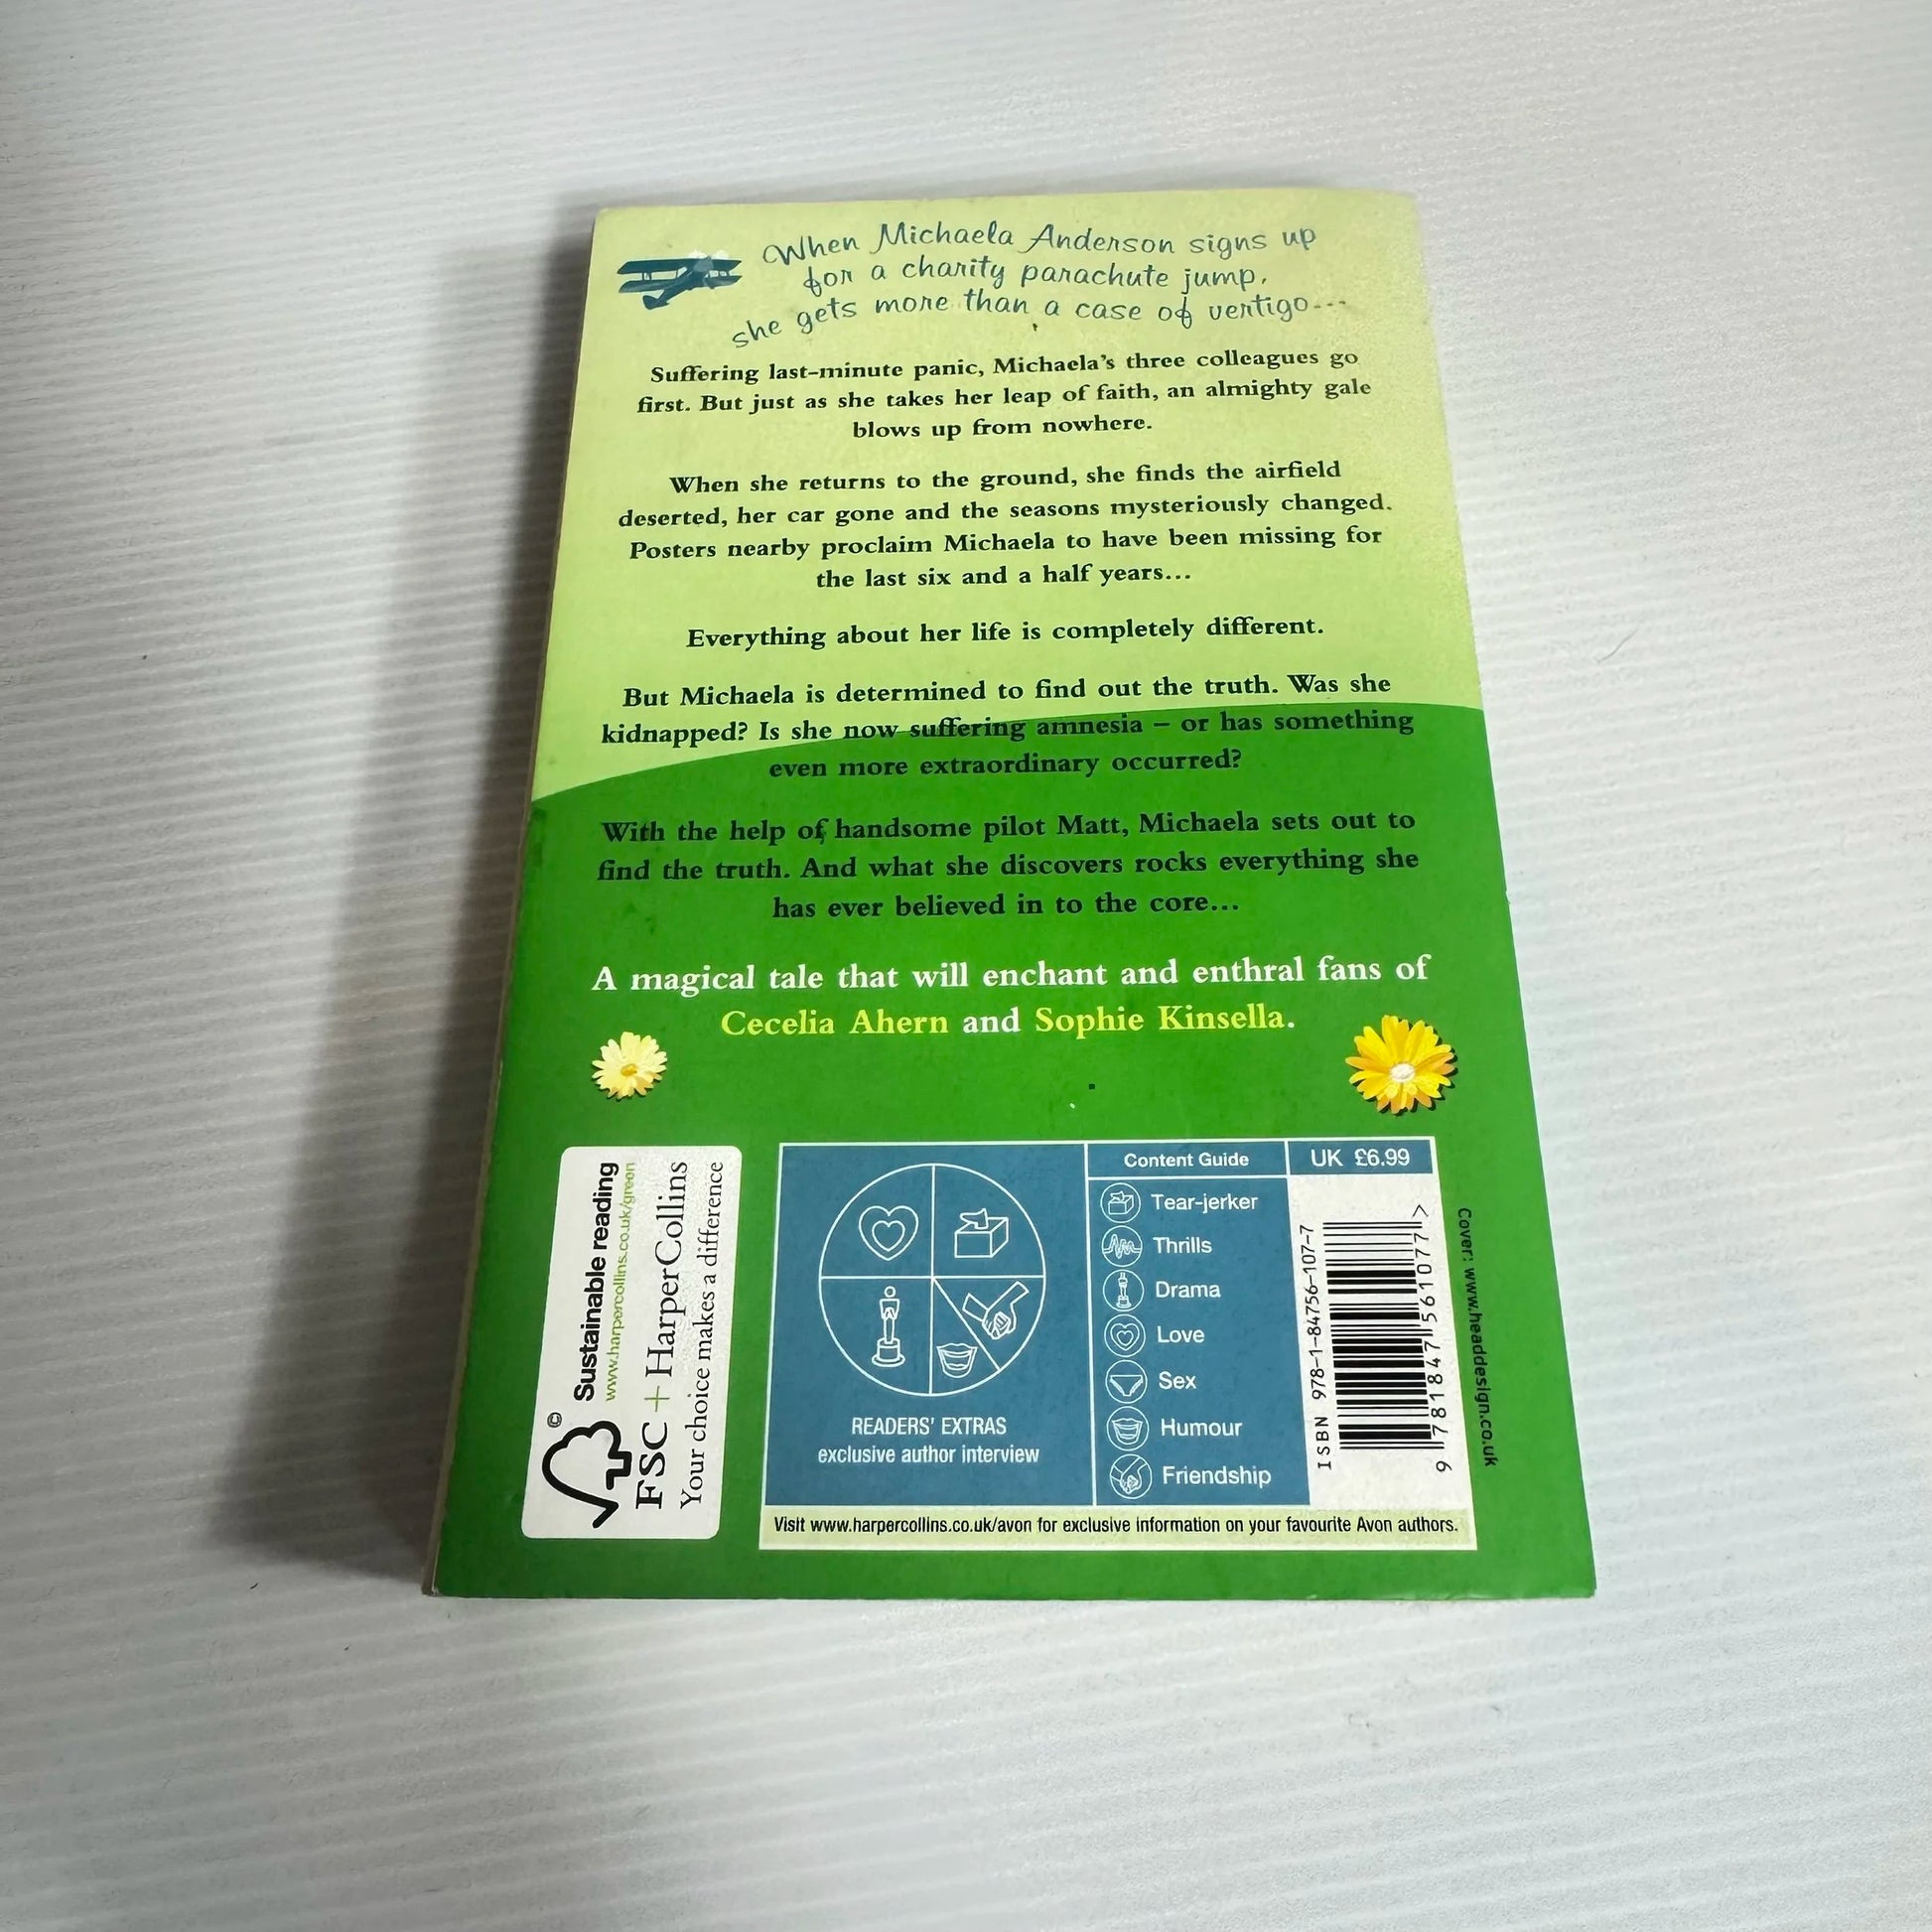 When Michaela Anderson signs up
for a charity parachute jump,
she gets more than a case of vertigo...
Suffering last-minute panic, Michaela's three colleagues go
first. But just as she takes her leap of faith, an almighty gale
blows up from nowhere.
When she returns to the ground, she finds the airfield
deserted, her car gone and the seasons mysteriously changed.
Posters nearby proclaim Michaela to have been missing for
the last six and a half years...
Everything about her life is completely different.
But Michaela is determined to find out the truth. Was she
kidnapped? Is she now suffering amnesia – or has something
even more extraordinary occurred?
With the help of handsome pilot Matt, Michaela sets out to
find the truth. And what she discovers rocks everything she
has ever believed in to the core...
A magical tale that will enchant and enthral fans of
Cecelia Ahern and Sophie Kinsella.
©
Sustainable reading
www.harpercollins.co.uk/green
FSC + HarperCollins
Your choice makes a difference
READERS' EXTRAS
exclusive author interview
Content Guide
Tear-jerker
Thrills
Drama
Love
Sex
Humour
Friendship
UK £6.99
ISBN 978-1-84756-107-7
9 781847 561077 >
Cover: www.headdesign.co.uk
Visit www.harpercollins.co.uk/avon for exclusive information on your favourite Avon authors.